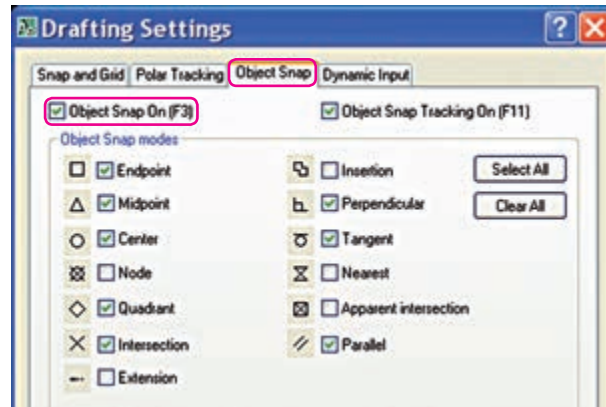 Drafting Settings
Snap and Grid Polar Tracking Object Snap Dynamic Input
Object Snap On (F3) Object Snap Tracking On (F11)
Object Snap modes
Endpoint Insertion Select All
Midpoint Perpendicular Clear All
Center Tangent
Node Nearest
Quadrant Apparent intersection
Intersection Parallel
Extension